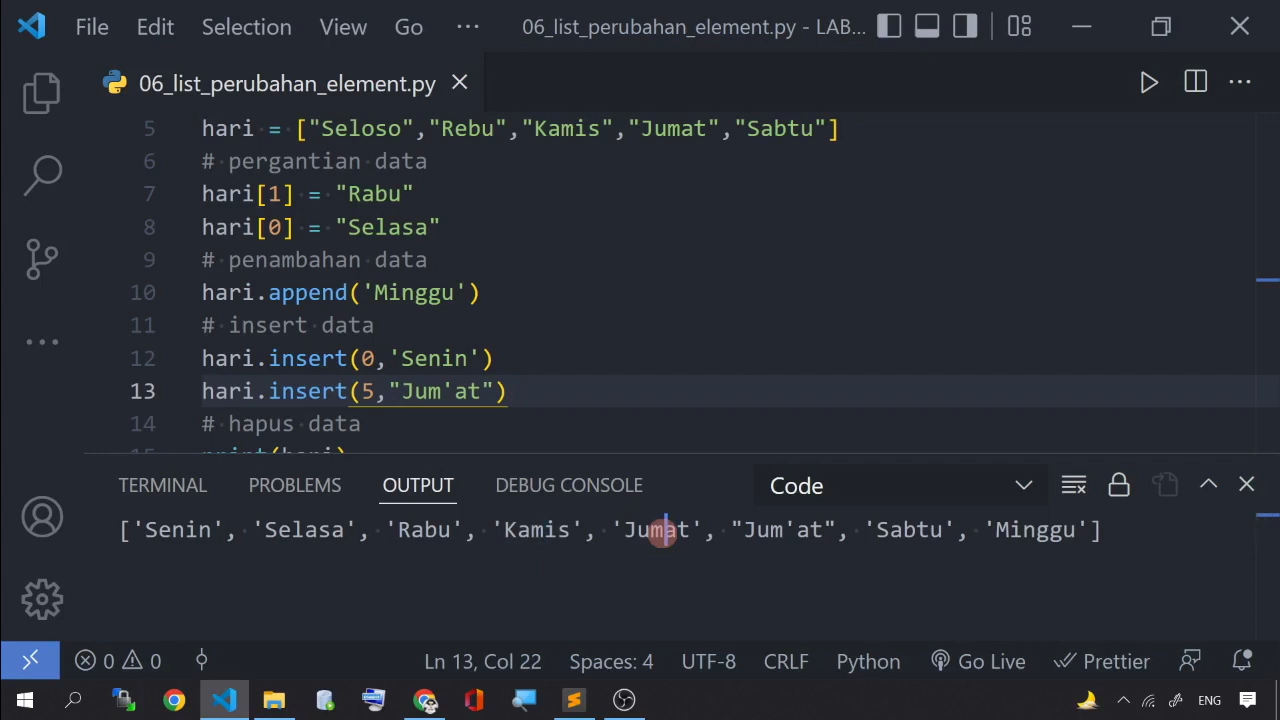 File Edit Selection View Go ··· 06_list_perubahan_element.py - LAB...
06_list_perubahan_element.py
5 hari = ["Seloso","Rebu","Kamis","Jumat","Sabtu"]
6 # pergantian data
7 hari[1] = "Rabu"
8 hari[0] = "Selasa"
9 # penambahan data
10 hari.append('Minggu')
11 # insert data
12 hari.insert(0,'Senin')
13 hari.insert(5,"Jum'at")
14 # hapus data
15 print(hari)
TERMINAL PROBLEMS OUTPUT DEBUG CONSOLE Code
['Senin', 'Selasa', 'Rabu', 'Kamis', 'Jumat', "Jum'at", 'Sabtu', 'Minggu']
0 0 Ln 13, Col 22 Spaces: 4 UTF-8 CRLF Python Go Live Prettier
ENG